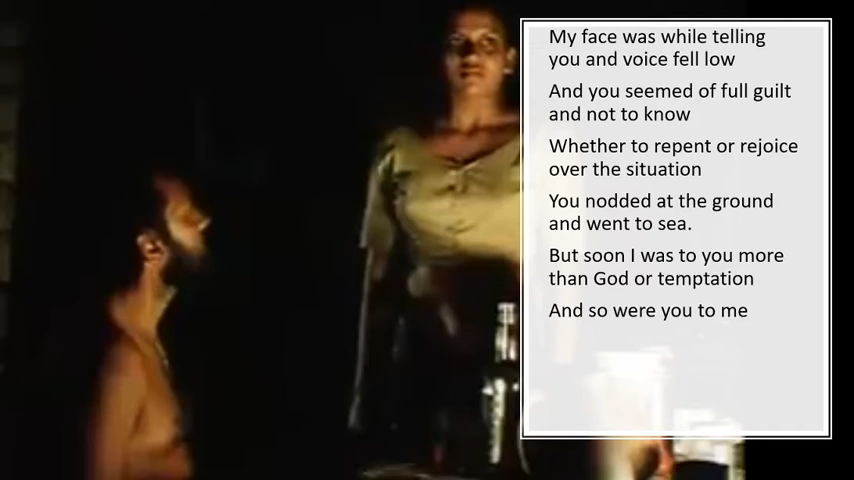 My face was while telling
you and voice fell low
And you seemed of full guilt
and not to know
Whether to repent or rejoice
over the situation
You nodded at the ground
and went to sea.
But soon I was to you more
than God or temptation
And so were you to me